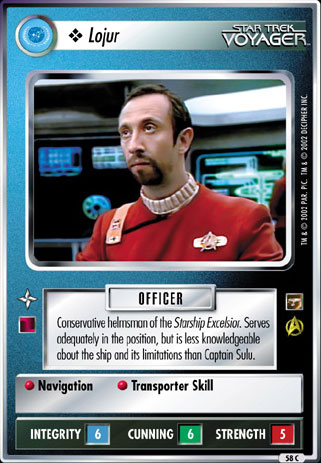 ❖ Lojur
STAR TREK
VOYAGER™
TM & © 2002 PAR. PIC. TM & © 2002 DECIPHER INC.
OFFICER
Conservative helmsman of the Starship Excelsior. Serves
adequately in the position, but is less knowledgeable
about the ship and its limitations than Captain Sulu.
Navigation Transporter Skill
INTEGRITY 6 CUNNING 6 STRENGTH 5
58 C